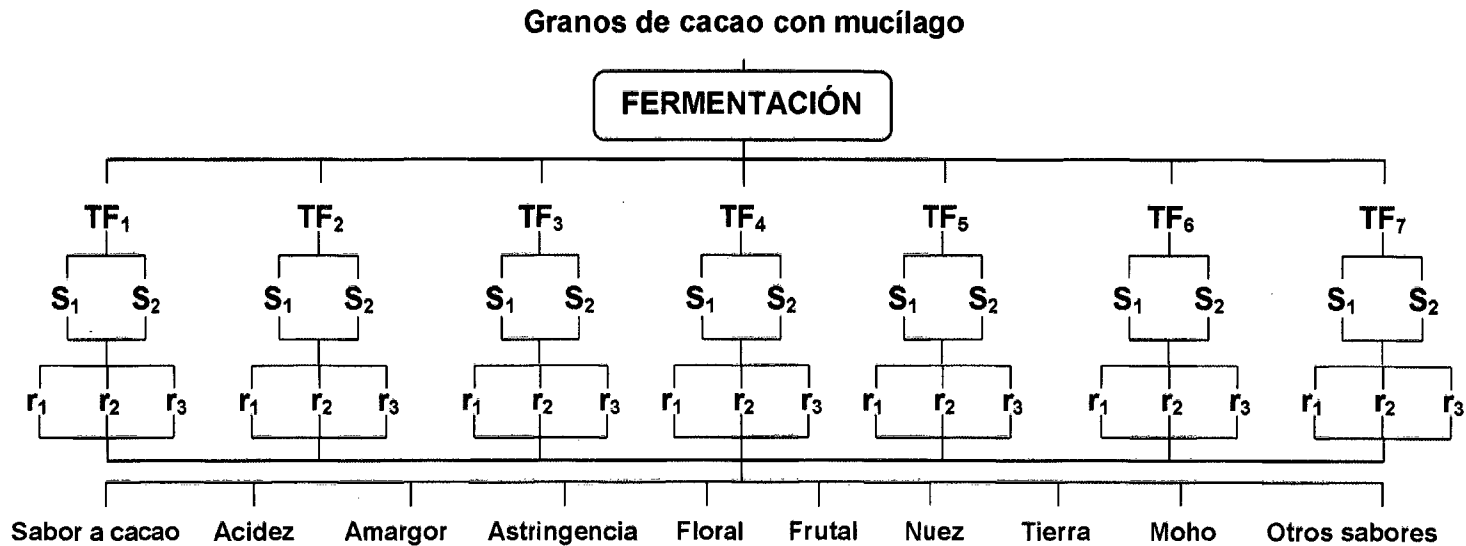 Granos de cacao con mucílago
FERMENTACIÓN
TF₁ TF₂ TF₃ TF₄ TF₅ TF₆ TF₇
S₁ S₂ S₁ S₂ S₁ S₂ S₁ S₂ S₁ S₂ S₁ S₂ S₁ S₂
r₁ r₂ r₃ r₁ r₂ r₃ r₁ r₂ r₃ r₁ r₂ r₃ r₁ r₂ r₃ r₁ r₂ r₃ r₁ r₂ r₃
Sabor a cacao Acidez Amargor Astringencia Floral Frutal Nuez Tierra Moho Otros sabores